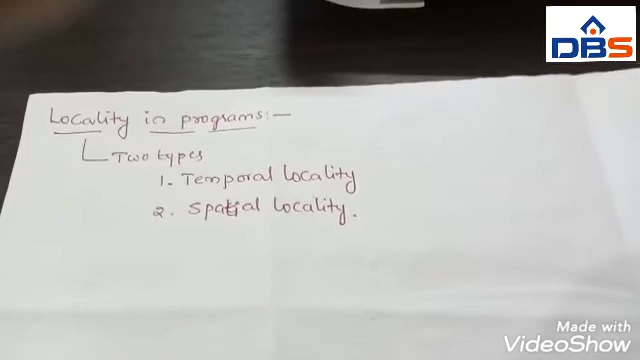 DBS
Locality in programs:-
Two types
1. Temporal locality
2. Spatial locality.
Made with
VideoShow